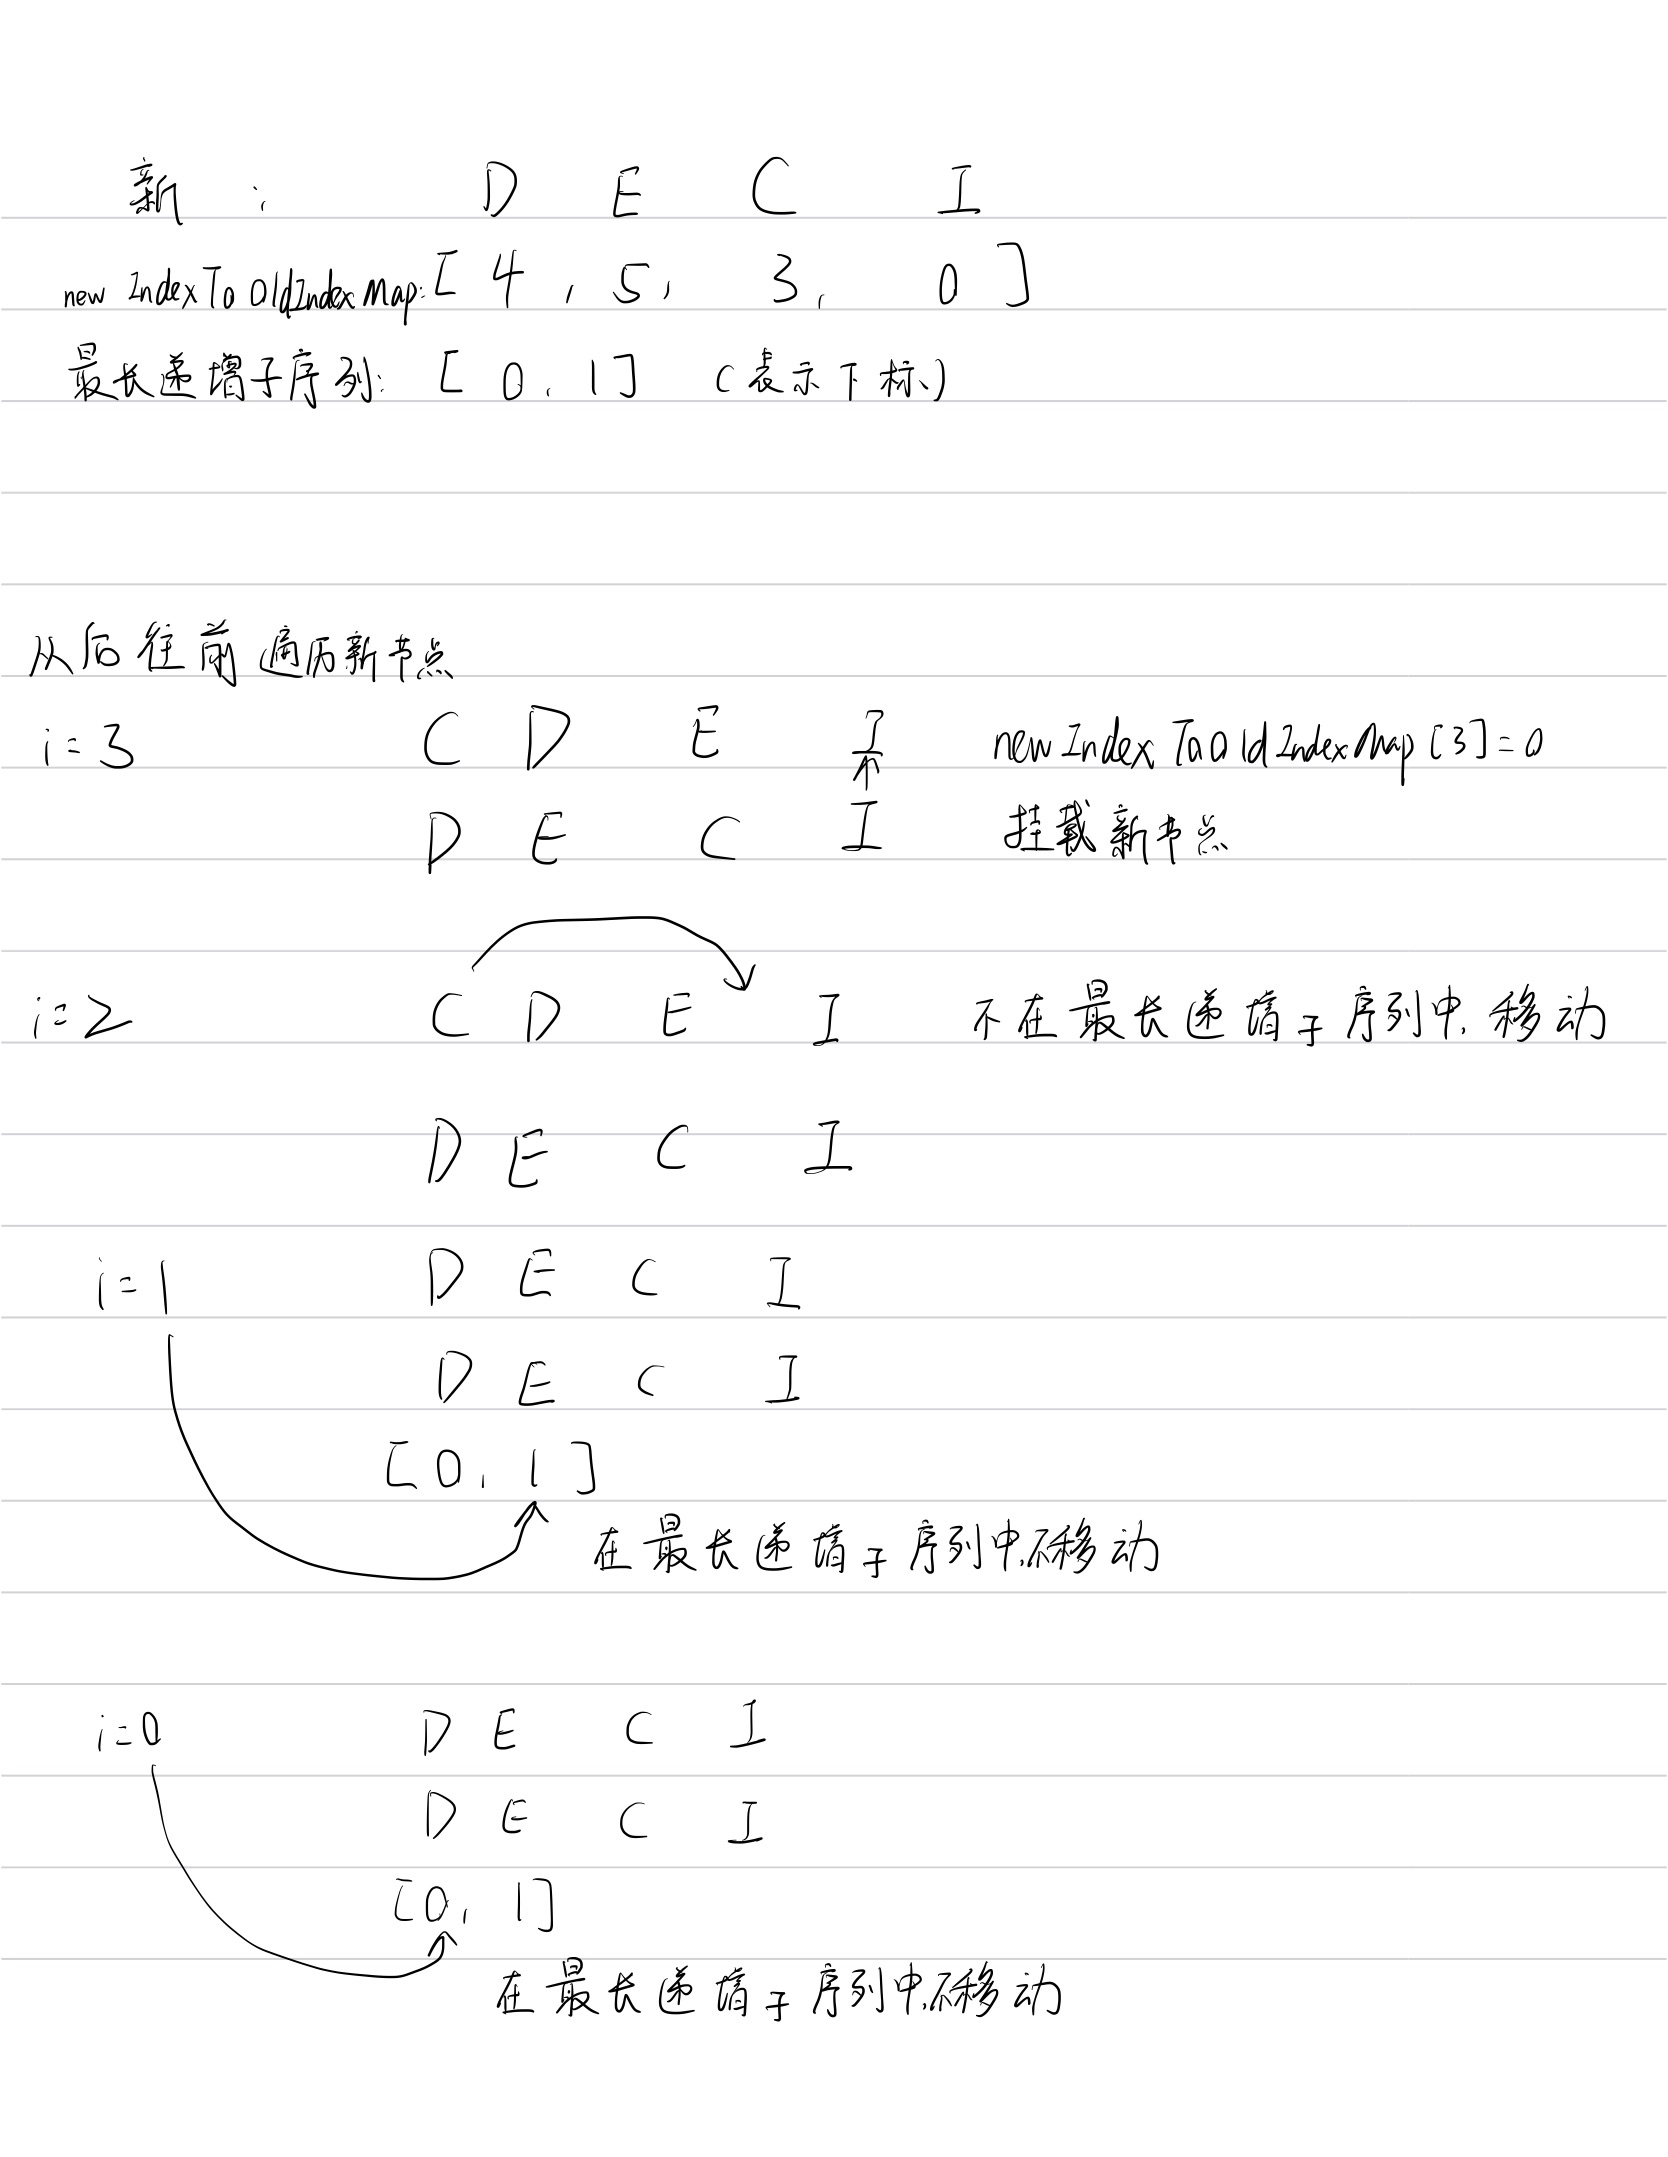 新: D E C I
newIndexToOldIndexMap: [4, 5, 3, 0]
最长递增子序列: [0, 1] (表示下标)
从后往前遍历新节点
i=3 C D E I newIndexToOldIndexMap[3]=0
D E C I 挂载新节点
i=2 C D E I 不在最长递增子序列中,移动
D E C I
i=1 D E C I
D E C I
[0, 1]
在最长递增子序列中,不移动
i=0 D E C I
D E C I
[0, 1]
在最长递增子序列中,不移动